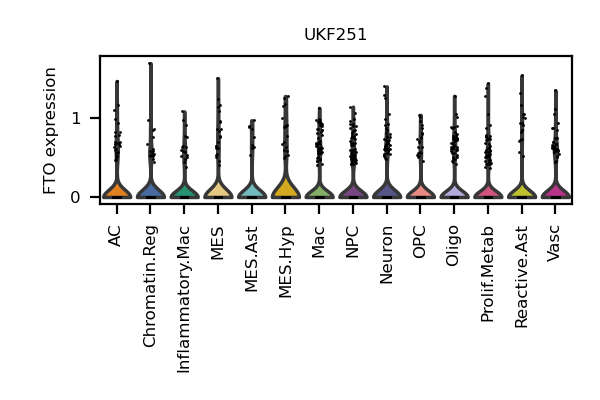 UKF251
FTO expression
1
0
AC
Chromatin.Reg
Inflammatory.Mac
MES
MES.Ast
MES.Hyp
Mac
NPC
Neuron
OPC
Oligo
Prolif.Metab
Reactive.Ast
Vasc